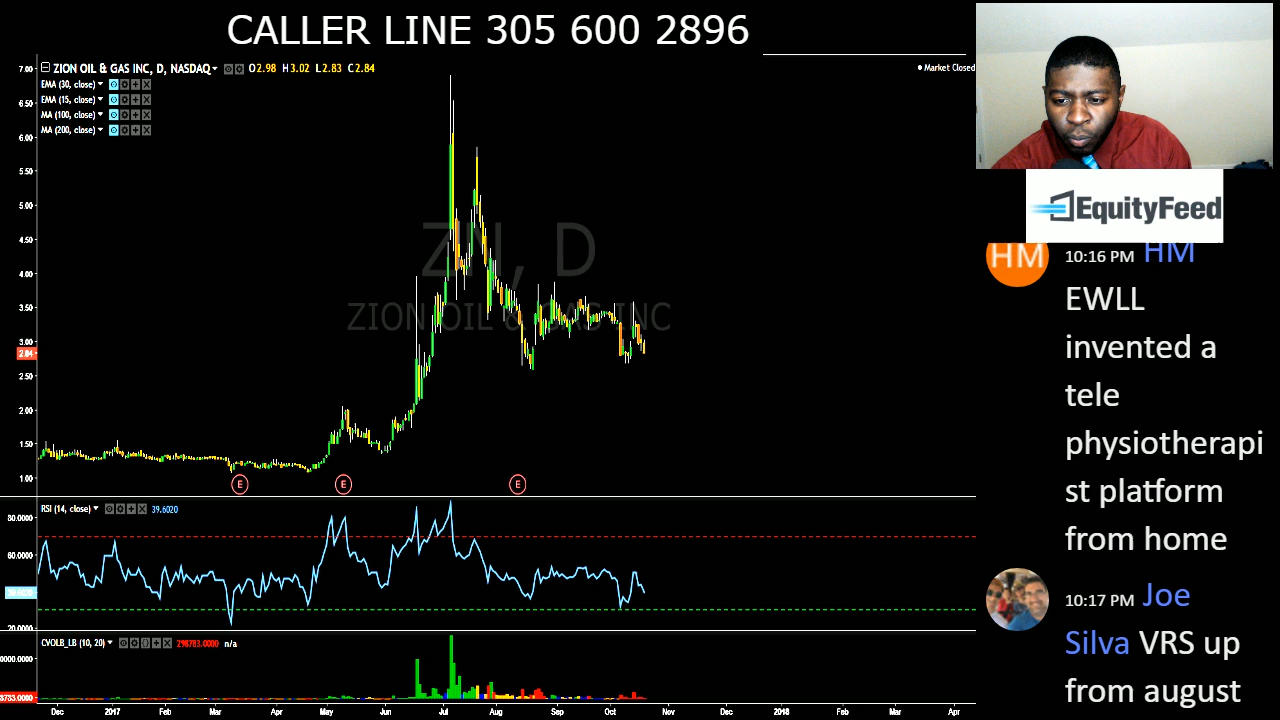 CALLER LINE 305 600 2896
ZION OIL & GAS INC, D, NASDAQ O2.98 H3.02 L2.83 C2.84
Market Closed
EMA (30, close)
EMA (15, close)
MA (100, close)
MA (200, close)
7.00
6.50
6.00
5.50
5.00
4.50
4.00
3.50
3.00
2.84
2.50
2.00
1.50
1.00
ZN, D
ZION OIL & GAS INC
E
E
E
RSI (14, close) 39.6020
80.0000
60.0000
39.6020
20.0000
CVOLB_LB (10, 20) n/a
Dec 2017 Feb Mar Apr May Jun Jul Aug Sep Oct Nov Dec 2018 Feb Mar Apr
EquityFeed
HM
10:16 PM HM
EWLL
invented a
tele
physiotherapi
st platform
from home
10:17 PM Joe
Silva VRS up
from august